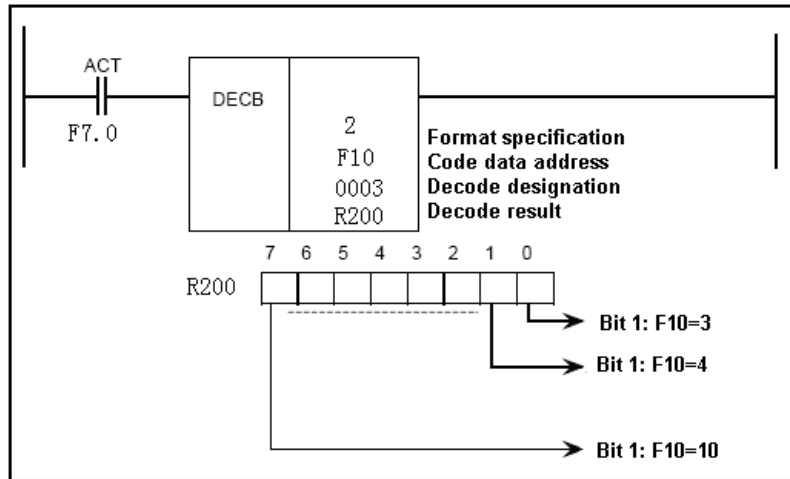 ACT
F7.0
DECB
2
F10
0003
R200
Format specification
Code data address
Decode designation
Decode result
7 6 5 4 3 2 1 0
R200
Bit 1: F10=3
Bit 1: F10=4
Bit 1: F10=10